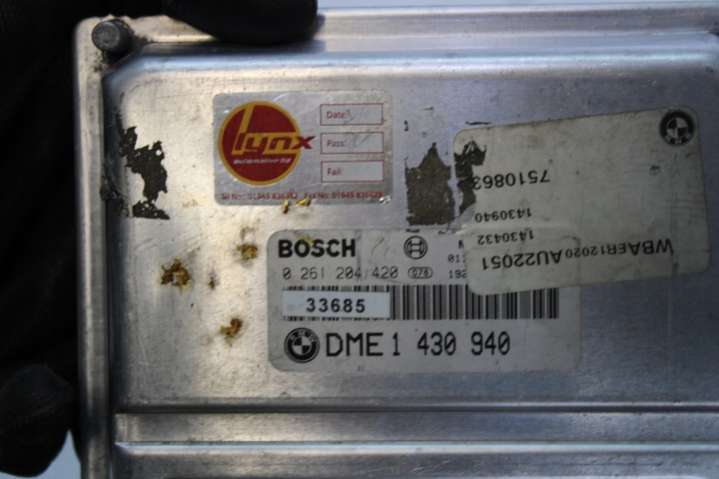 lynx
Date:
Pass:
Fail:
BOSCH
0 261 204 420
33685
DME 1 430 940
7510863
1430940
1430432
WBAER12020AU22051